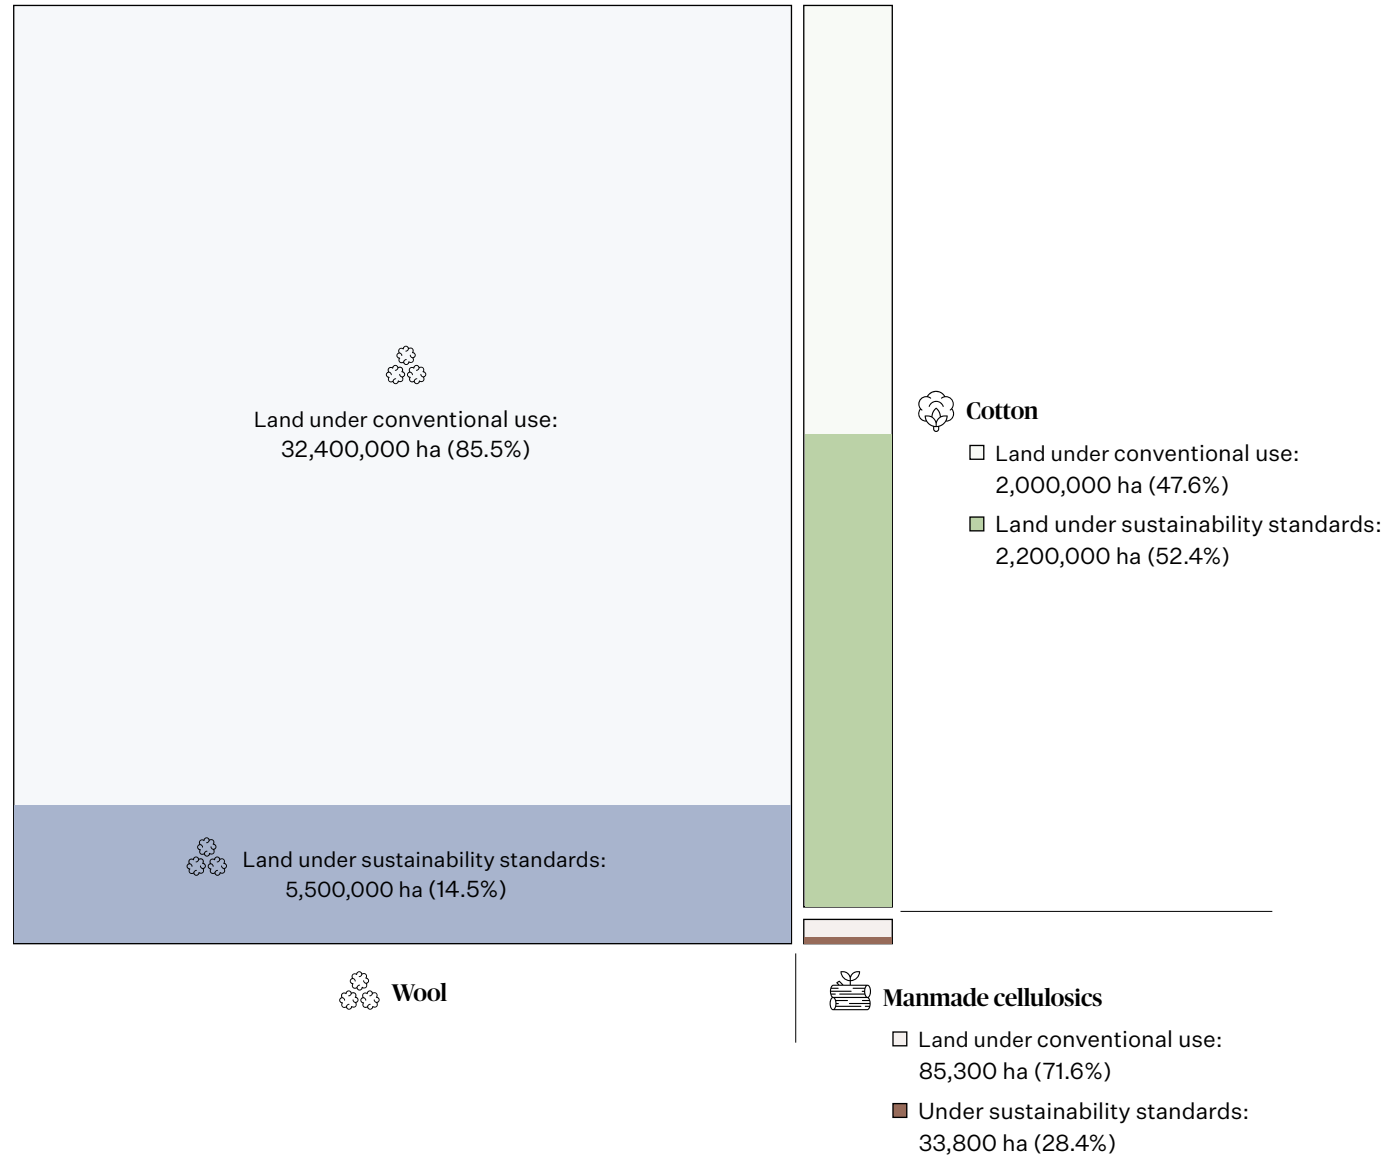 Land under conventional use:
32,400,000 ha (85.5%)
Land under sustainability standards:
5,500,000 ha (14.5%)
Wool
Cotton
Land under conventional use:
2,000,000 ha (47.6%)
Land under sustainability standards:
2,200,000 ha (52.4%)
Manmade cellulosics
Land under conventional use:
85,300 ha (71.6%)
Under sustainability standards:
33,800 ha (28.4%)